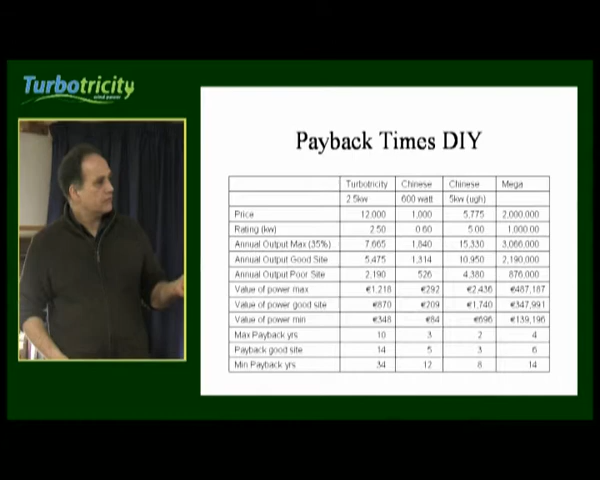 Turbotricity
wind power
Payback Times DIY
Turbotricity Chinese Chinese Mega
2.5kw 600 watt 5kw (ugh)
Price 12,000 1,000 5,775 2,000,000
Rating (kw) 2.50 0.60 5.00 1,000.00
Annual Output Max (35%) 7,665 1,840 15,330 3,066,000
Annual Output Good Site 5,475 1,314 10,950 2,190,000
Annual Output Poor Site 2,190 526 4,380 876,000
Value of power max €1,218 €292 €2,436 €487,187
Value of power good site €870 €209 €1,740 €347,991
Value of power min €348 €84 €696 €139,196
Max Payback yrs 10 3 2 4
Payback good site 14 5 3 6
Min Payback yrs 34 12 8 14